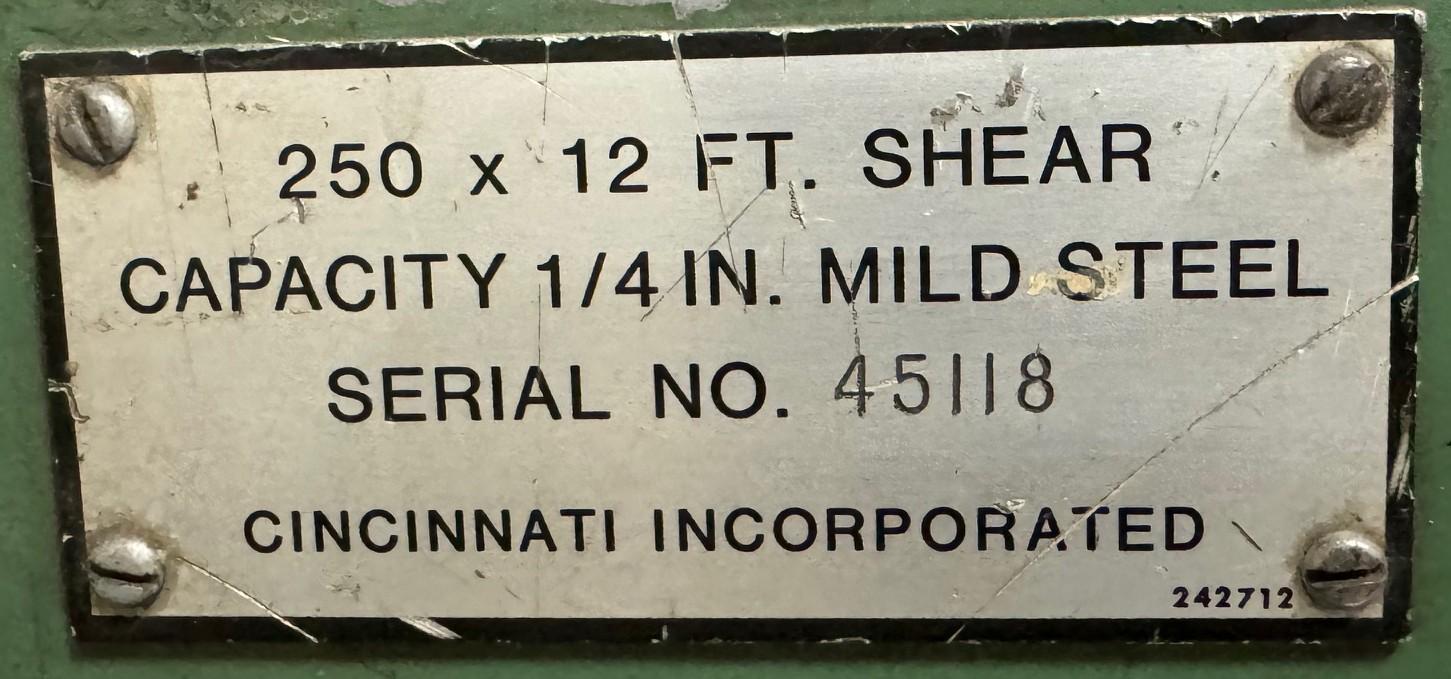 250 x 12 FT. SHEAR
CAPACITY 1/4 IN. MILD STEEL
SERIAL NO. 45118
CINCINNATI INCORPORATED
242712